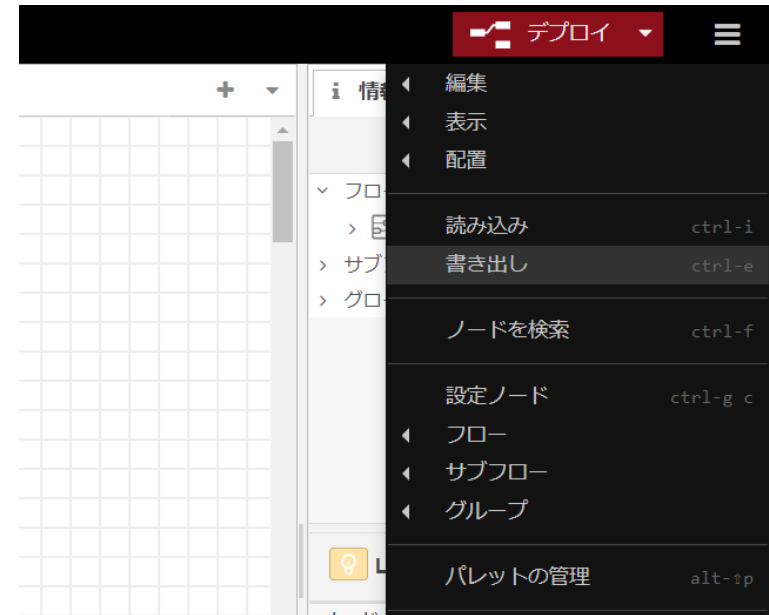 デプロイ
情
編集
表示
配置
フロ
読み込み ctrl-i
書き出し ctrl-e
サブ
グロ
ノードを検索 ctrl-f
設定ノード ctrl-g c
フロー
サブフロー
グループ
パレットの管理 alt-⇧p